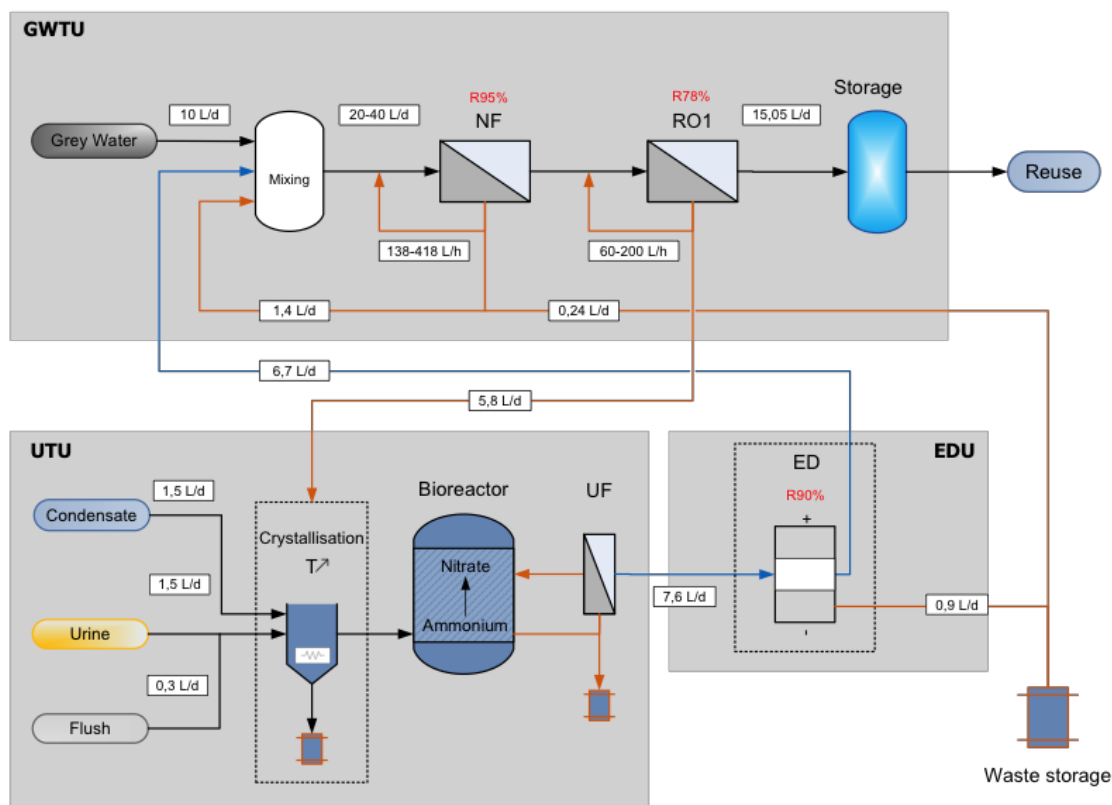 GWTU
10 L/d
20-40 L/d
R95%
NF
R78%
RO1
15,05 L/d
Storage
Grey Water
Mixing
Reuse
138-418 L/h
60-200 L/h
1,4 L/d
0,24 L/d
6,7 L/d
5,8 L/d
UTU
EDU
1,5 L/d
Condensate
Crystallisation
T↗
Bioreactor
UF
ED
R90%
+
Nitrate
1,5 L/d
Urine
Ammonium
7,6 L/d
0,9 L/d
-
0,3 L/d
Flush
Waste storage